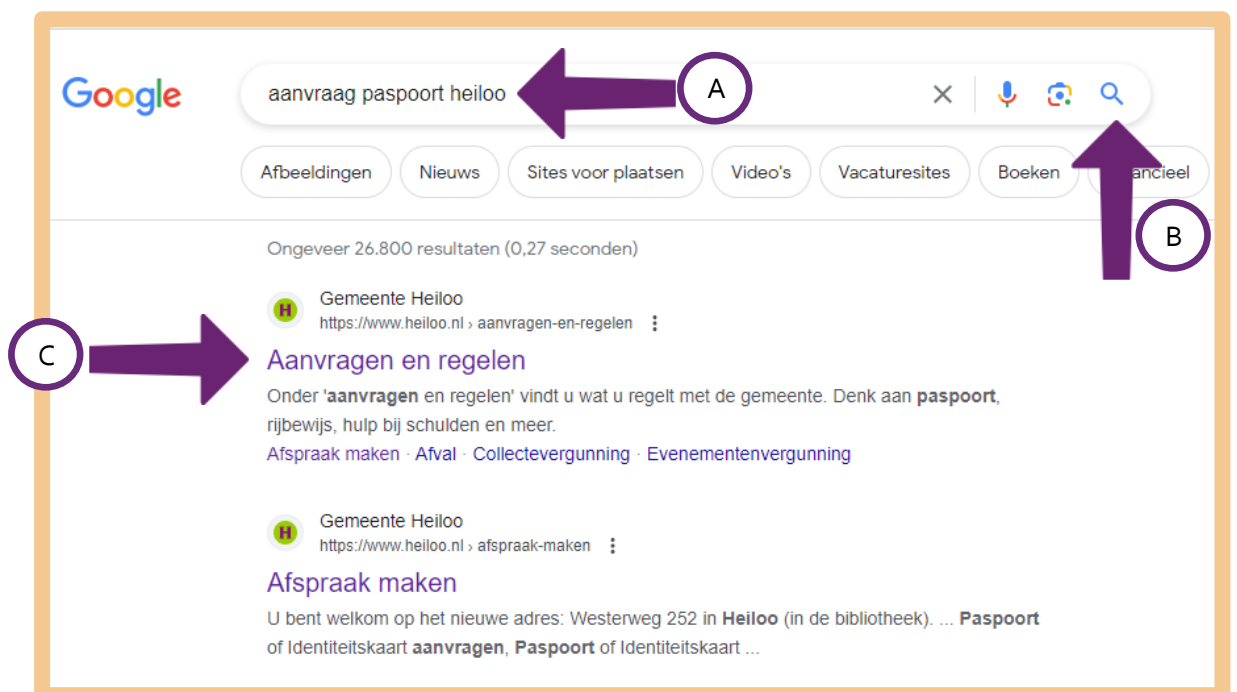 Google
aanvraag paspoort heiloo
A
Afbeeldingen Nieuws Sites voor plaatsen Video's Vacaturesites Boeken
B
Ongeveer 26.800 resultaten (0,27 seconden)
H
Gemeente Heiloo
https://www.heiloo.nl › aanvragen-en-regelen
C
Aanvragen en regelen
Onder 'aanvragen en regelen' vindt u wat u regelt met de gemeente. Denk aan paspoort,
rijbewijs, hulp bij schulden en meer.
Afspraak maken · Afval · Collectevergunning · Evenementenvergunning
H
Gemeente Heiloo
https://www.heiloo.nl › afspraak-maken
Afspraak maken
U bent welkom op het nieuwe adres: Westerweg 252 in Heiloo (in de bibliotheek). ... Paspoort
of Identiteitskaart aanvragen, Paspoort of Identiteitskaart ...